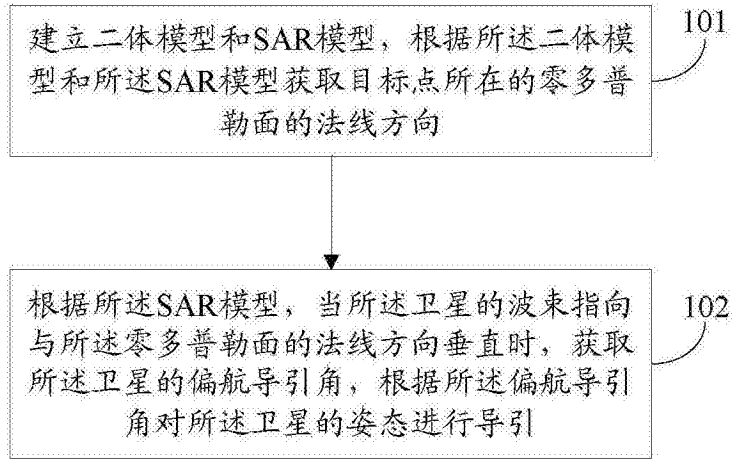 建立二体模型和SAR模型，根据所述二体模
型和所述SAR模型获取目标点所在的零多普
勒面的法线方向
101
根据所述SAR模型，当所述卫星的波束指向
与所述零多普勒面的法线方向垂直时，获取
所述卫星的偏航导引角，根据所述偏航导引
角对所述卫星的姿态进行导引
102